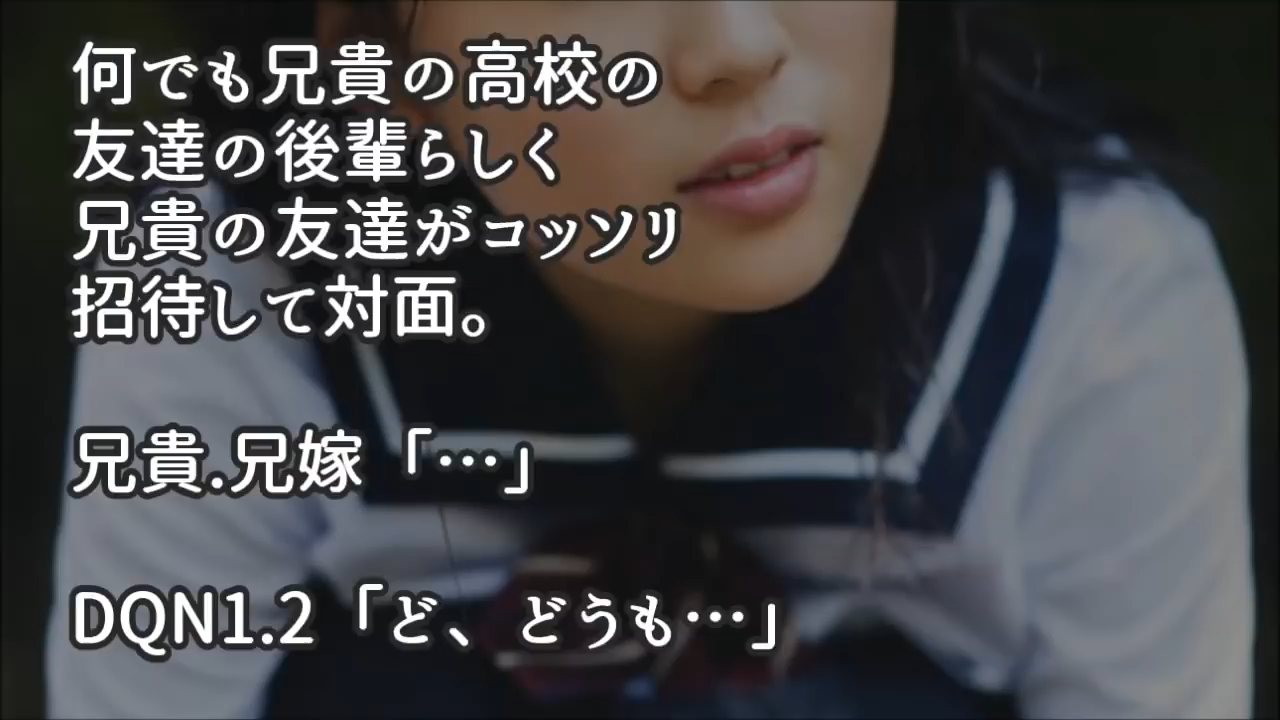 何でも兄貴の高校の
友達の後輩らしく
兄貴の友達がコッソリ
招待して対面。
兄貴.兄嫁「…」
DQN1.2「ど、どうも…」